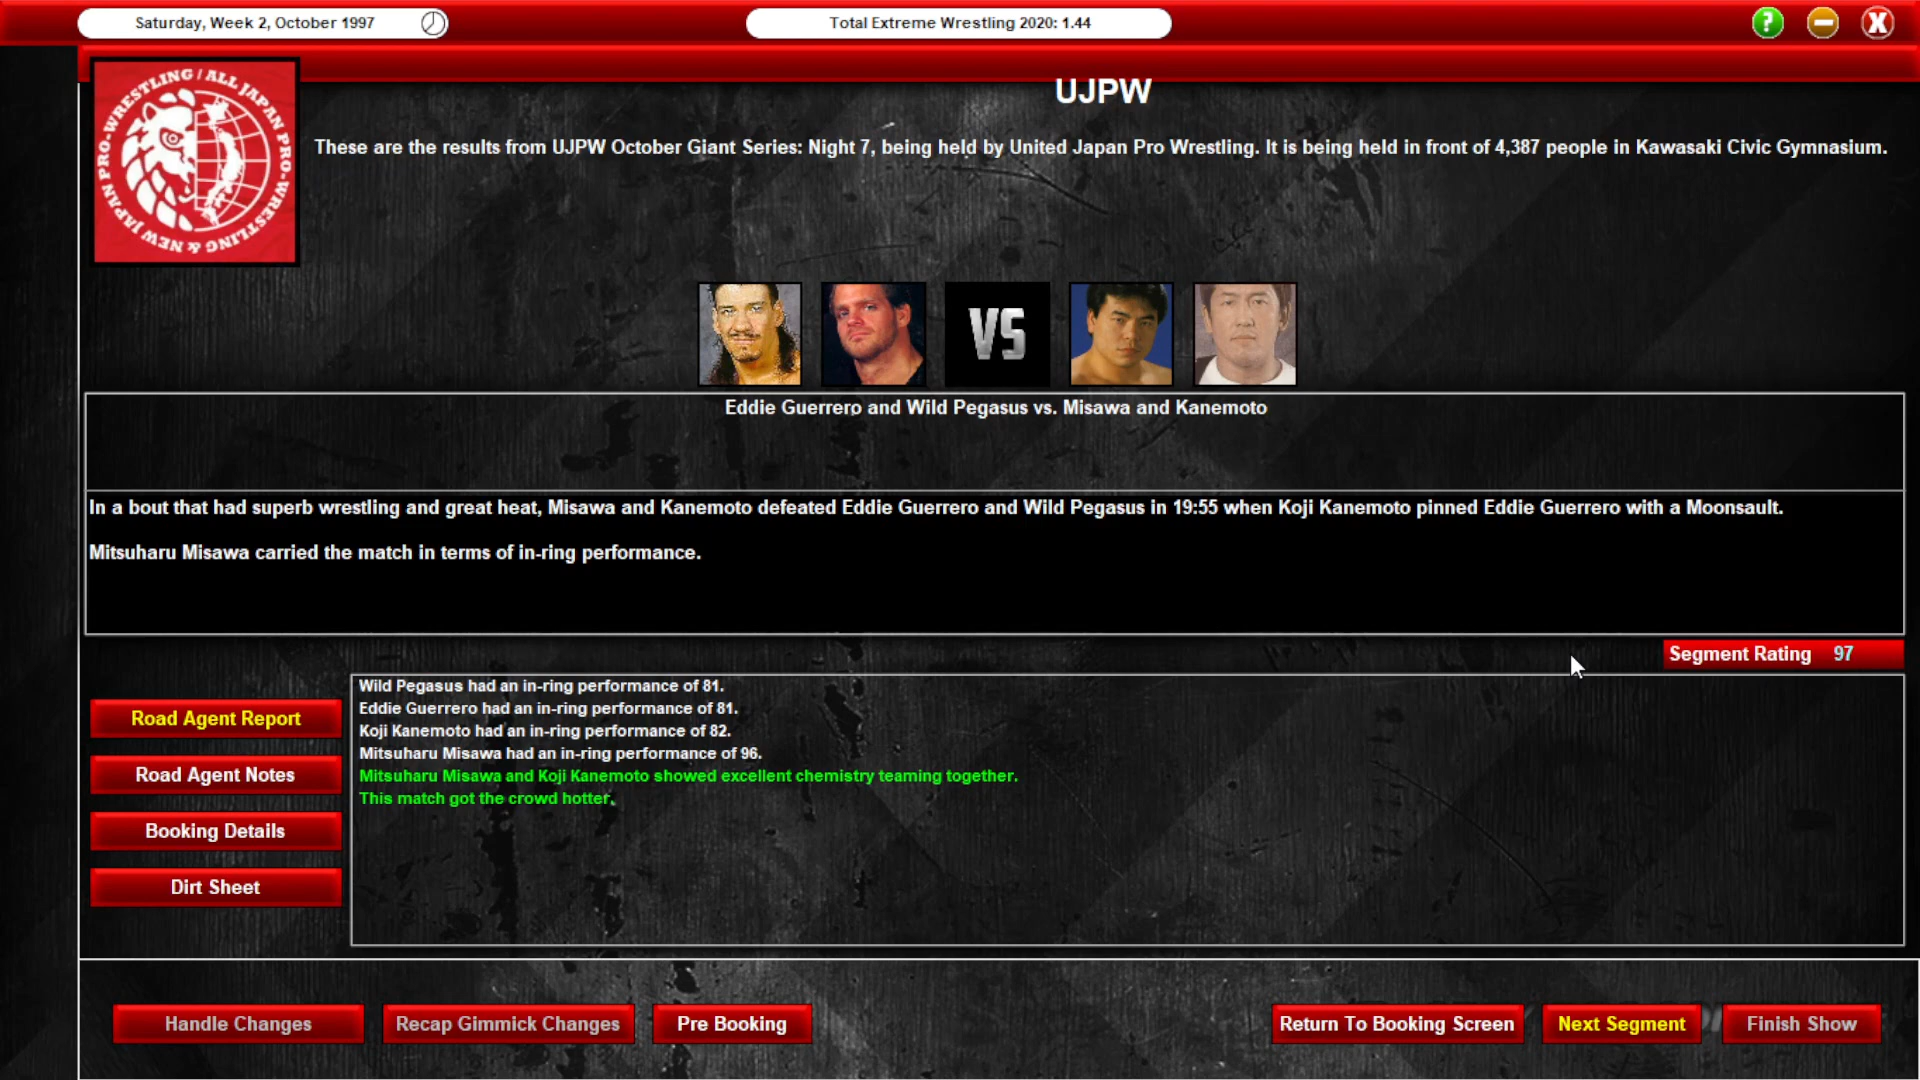 Saturday, Week 2, October 1997
Total Extreme Wrestling 2020: 1.44
?
X
PRO-WRESTLING / ALL JAPAN PRO-WRESTLING & NEW JAPAN
UJPW
These are the results from UJPW October Giant Series: Night 7, being held by United Japan Pro Wrestling. It is being held in front of 4,387 people in Kawasaki Civic Gymnasium.
VS
Eddie Guerrero and Wild Pegasus vs. Misawa and Kanemoto
In a bout that had superb wrestling and great heat, Misawa and Kanemoto defeated Eddie Guerrero and Wild Pegasus in 19:55 when Koji Kanemoto pinned Eddie Guerrero with a Moonsault.
Mitsuharu Misawa carried the match in terms of in-ring performance.
Segment Rating 97
Road Agent Report
Road Agent Notes
Booking Details
Dirt Sheet
Wild Pegasus had an in-ring performance of 81.
Eddie Guerrero had an in-ring performance of 81.
Koji Kanemoto had an in-ring performance of 82.
Mitsuharu Misawa had an in-ring performance of 96.
Mitsuharu Misawa and Koji Kanemoto showed excellent chemistry teaming together.
This match got the crowd hotter.
Handle Changes
Recap Gimmick Changes
Pre Booking
Return To Booking Screen
Next Segment
Finish Show